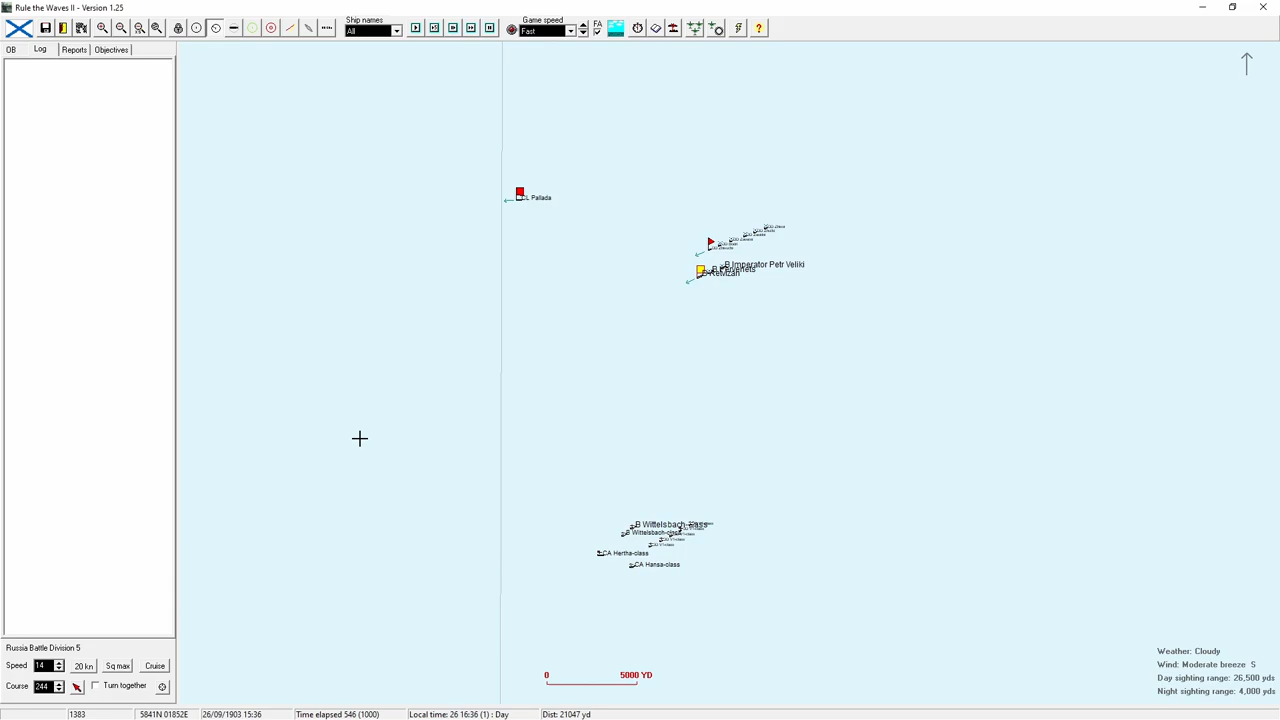 Rule the Waves II - Version 1.25
Ship names
All
Game speed
Fast
FA
OB
Log
Reports
Objectives
CL Pallada
B Imperator Petr Veliki
B Retvizan
B Wittelsbach-class
B Wittelsbach-class
CA Hertha-class
CA Hansa-class
Russia Battle Division 5
Speed 14 20 kn Sq max Cruise
Course 244 Turn together
0 5000 YD
Weather: Cloudy
Wind: Moderate breeze S
Day sighting range: 26,500 yds
Night sighting range: 4,000 yds
1383 5841N 01852E 26/09/1903 15:36 Time elapsed 546 (1000) Local time: 26 16:36 (1) : Day Dist: 21047 yd